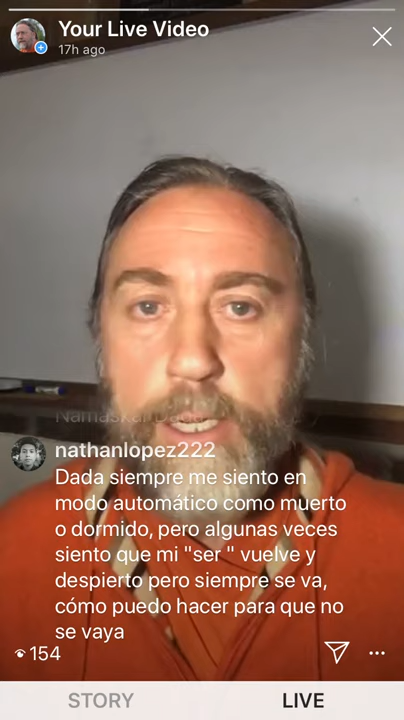 Your Live Video
17h ago
Namaskar Dada
nathanlopez222
Dada siempre me siento en
modo automático como muerto
o dormido, pero algunas veces
siento que mi "ser " vuelve y
despierto pero siempre se va,
cómo puedo hacer para que no
se vaya
154
STORY LIVE